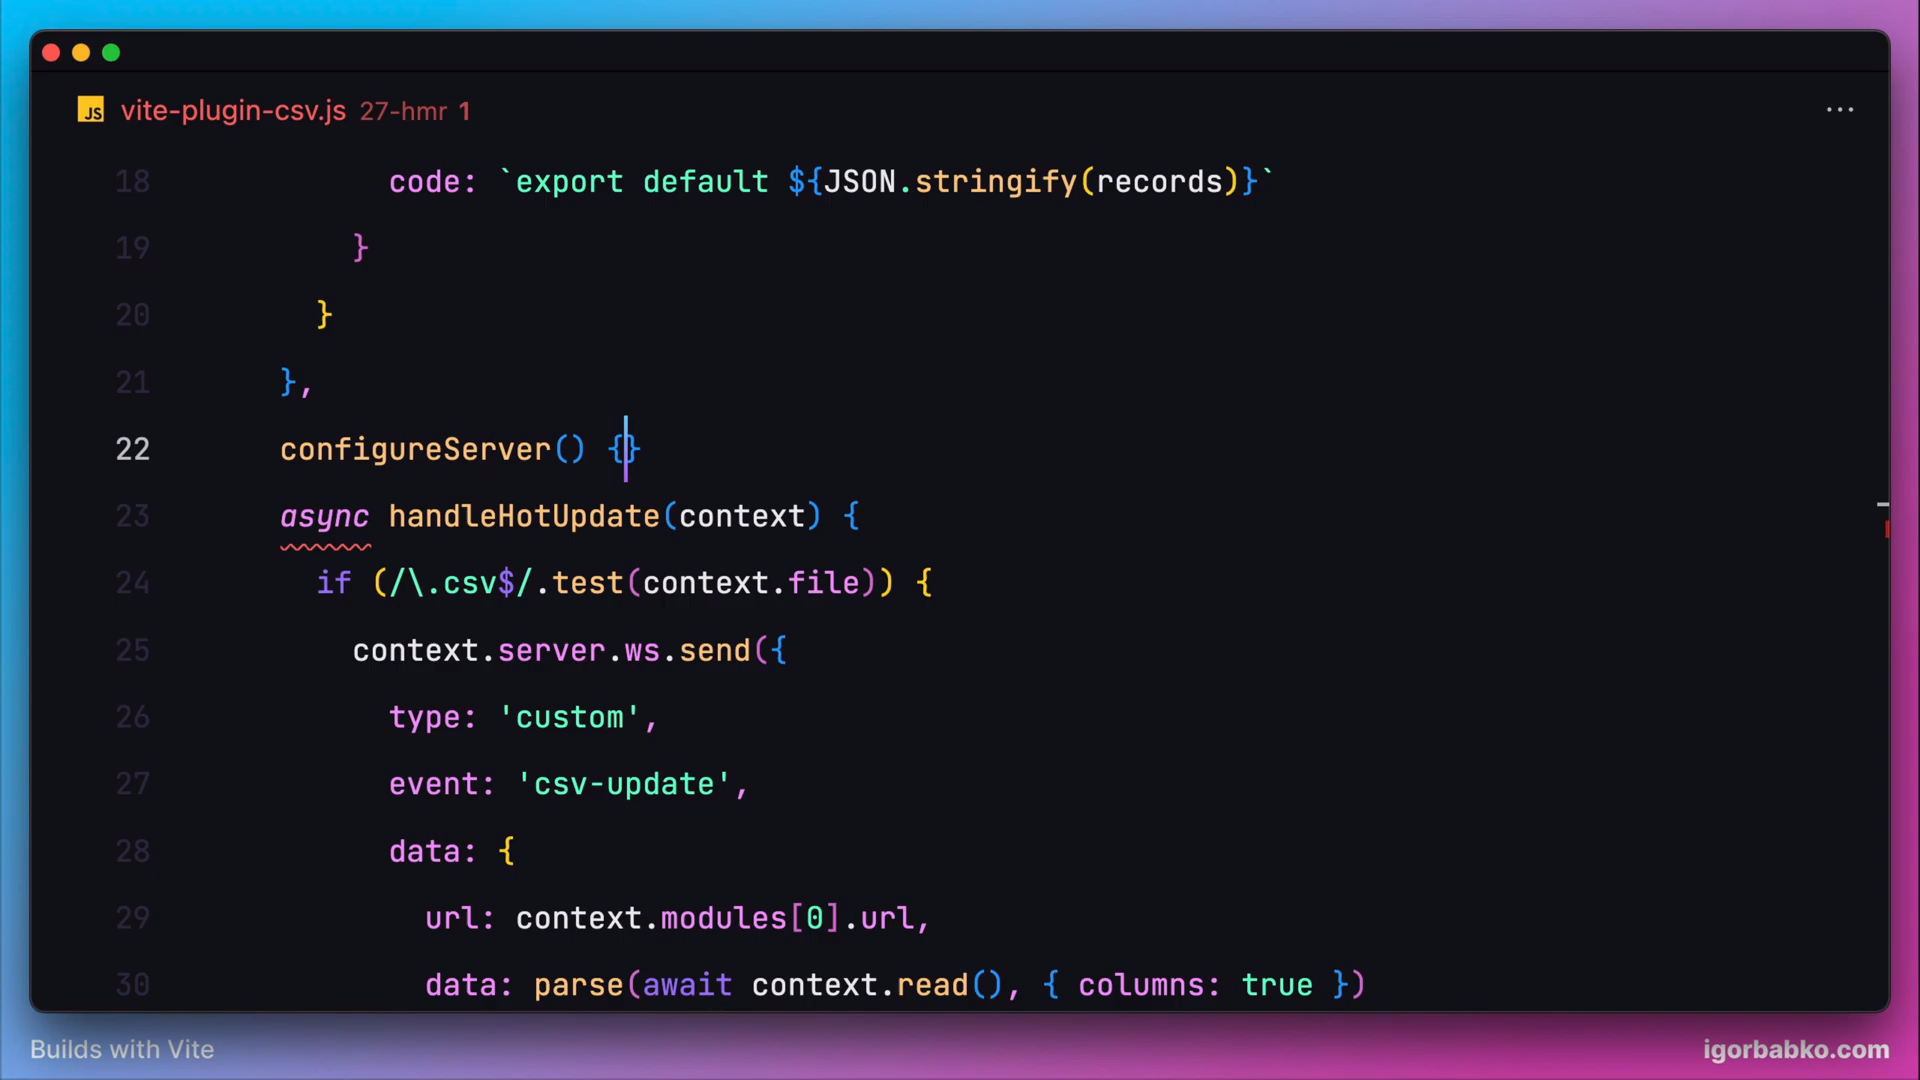 JS vite-plugin-csv.js 27-hmr 1 ...
18 code: `export default ${JSON.stringify(records)}`
19 }
20 }
21 },
22 configureServer() {}
23 async handleHotUpdate(context) {
24 if (/\.csv$/.test(context.file)) {
25 context.server.ws.send({
26 type: 'custom',
27 event: 'csv-update',
28 data: {
29 url: context.modules[0].url,
30 data: parse(await context.read(), { columns: true })
Builds with Vite
igorbabko.com